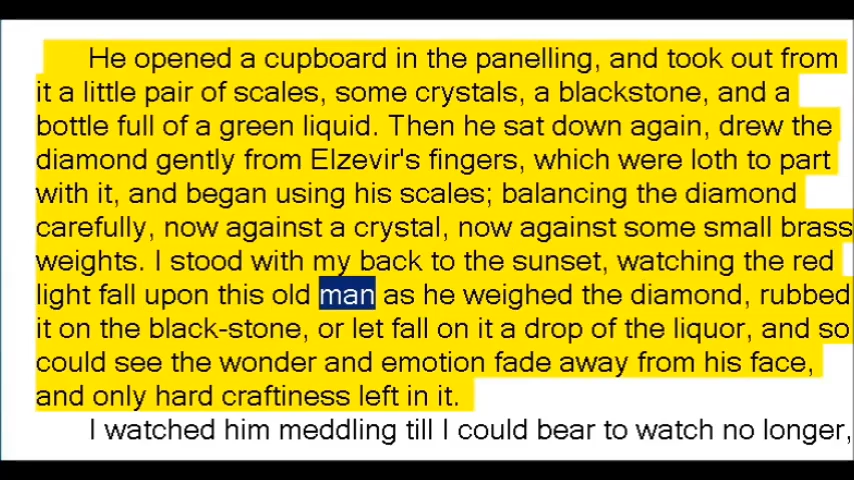 He opened a cupboard in the panelling, and took out from
it a little pair of scales, some crystals, a blackstone, and a
bottle full of a green liquid. Then he sat down again, drew the
diamond gently from Elzevir's fingers, which were loth to part
with it, and began using his scales; balancing the diamond
carefully, now against a crystal, now against some small brass
weights. I stood with my back to the sunset, watching the red
light fall upon this old man as he weighed the diamond, rubbed
it on the black-stone, or let fall on it a drop of the liquor, and so
could see the wonder and emotion fade away from his face,
and only hard craftiness left in it.
I watched him meddling till I could bear to watch no longer,